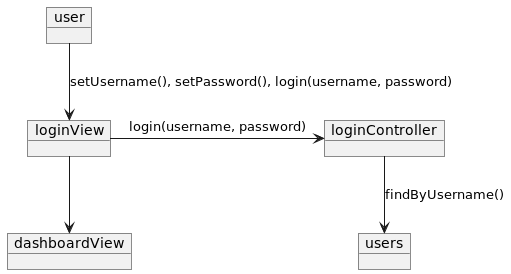 user
setUsername(), setPassword(), login(username, password)
loginView
login(username, password)
loginController
findByUsername()
dashboardView
users